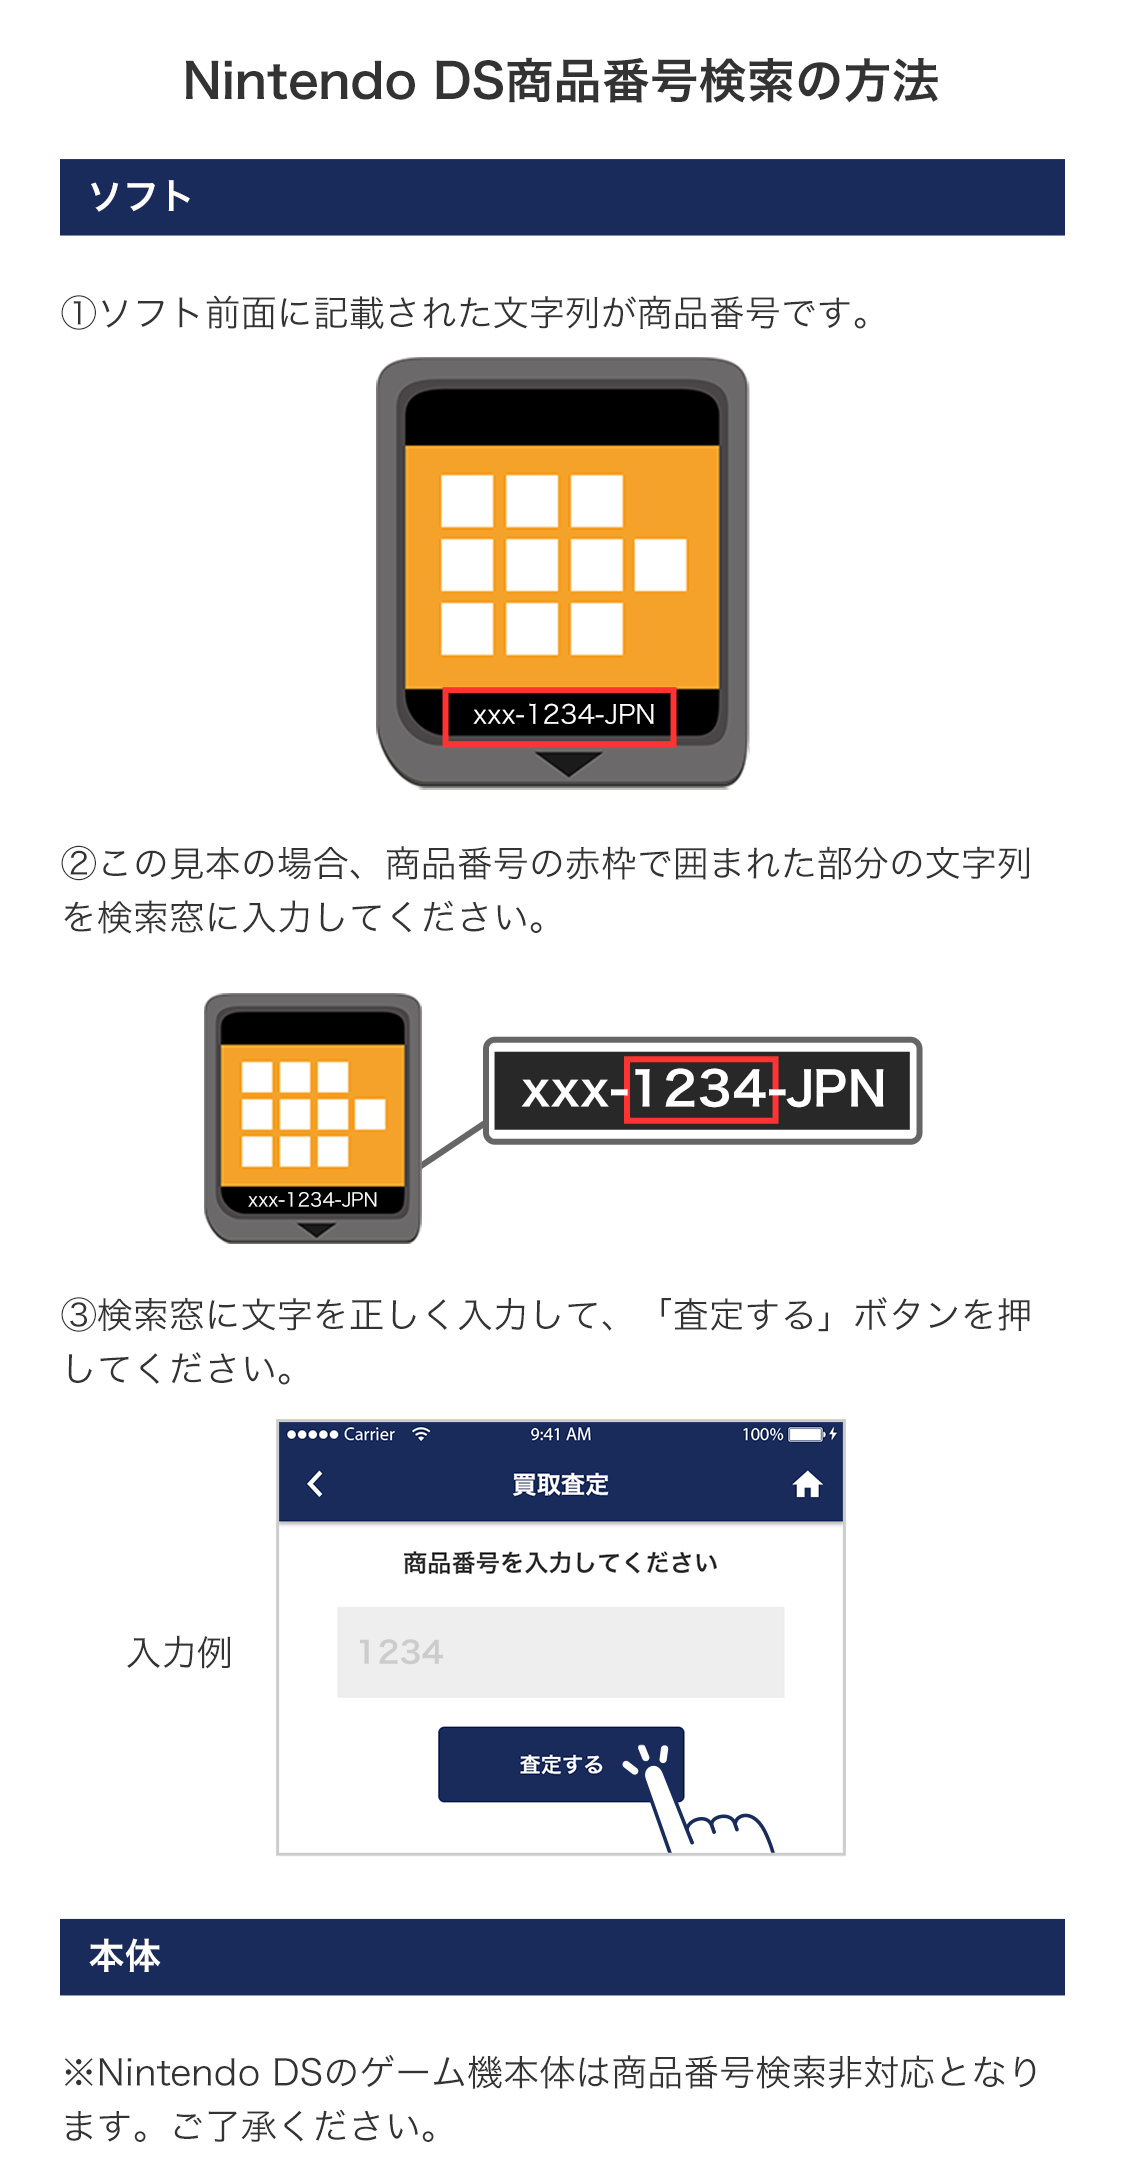 Nintendo DS商品番号検索の方法
ソフト
①ソフト前面に記載された文字列が商品番号です。
xxx-1234-JPN
②この見本の場合、商品番号の赤枠で囲まれた部分の文字列
を検索窓に入力してください。
xxx-1234-JPN
xxx-1234-JPN
③検索窓に文字を正しく入力して、「査定する」ボタンを押
してください。
Carrier 9:41 AM 100%
買取査定
商品番号を入力してください
入力例
1234
査定する
本体
※Nintendo DSのゲーム機本体は商品番号検索非対応となり
ます。ご了承ください。